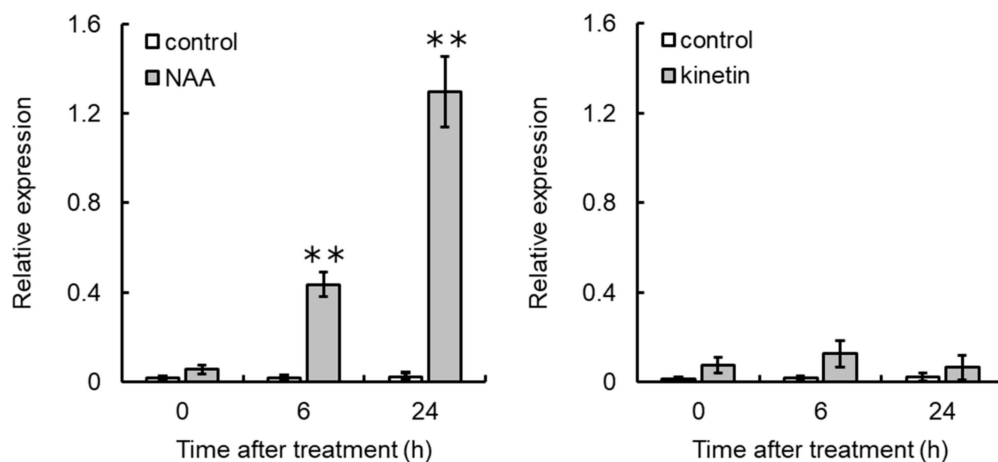 1.6
control
NAA
**
1.2
Relative expression
0.8
**
0.4
0
0 6 24
Time after treatment (h)
1.6
control
kinetin
1.2
Relative expression
0.8
0.4
0
0 6 24
Time after treatment (h)